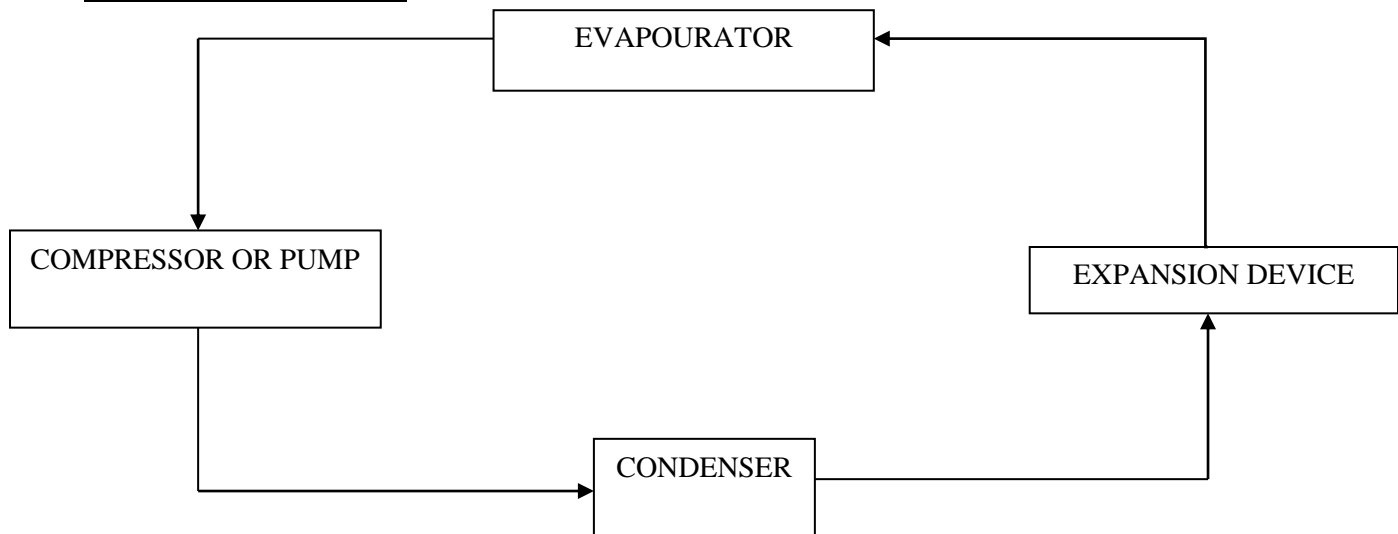 EVAPOURATOR
COMPRESSOR OR PUMP
EXPANSION DEVICE
CONDENSER